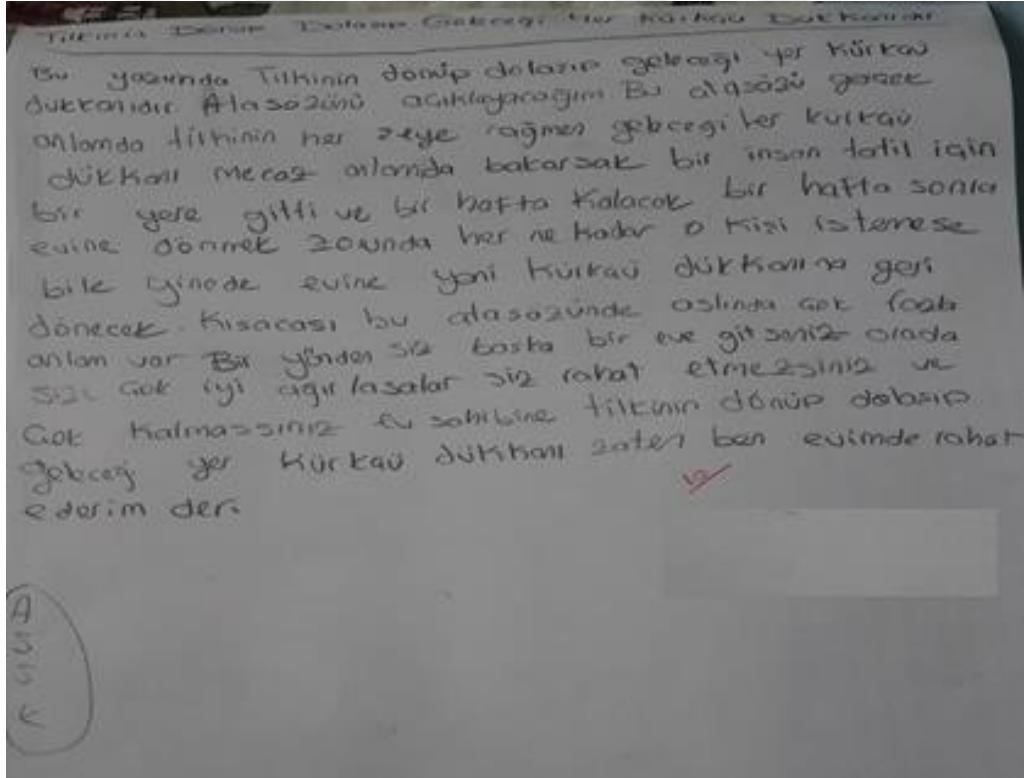 Tilkinin Dönüp Dolaşıp Geleceği Yer Kürkçü Dükkanıdır
Bu yazımda Tilkinin dönüp dolaşıp geleceği yer Kürkçü
dükkanıdır Atasözünü açıklayacağım Bu atasözü gerçek
anlamda tilkinin her şeye rağmen geleceği yer kürkçü
dükkanı mecaz anlamda bakarsak bir insan tatil için
bir yere gitti ve bir hafta kalacak bir hafta sonra
evine dönmek zorunda her ne kadar o kişi istemese
bile yinede evine yani kürkçü dükkanına geri
dönecek. Kısacası bu atasözünde aslında çok fazla
anlam var Bir yönden siz başka bir eve gitseniz orada
sizi çok iyi ağırlasalar siz rahat etmezsiniz ve
çok kalmassınız ev sahibine tilkinin dönüp dolaşıp
geleceği yer kürkçü dükkanı zaten ben evimde rahat
ederim der.